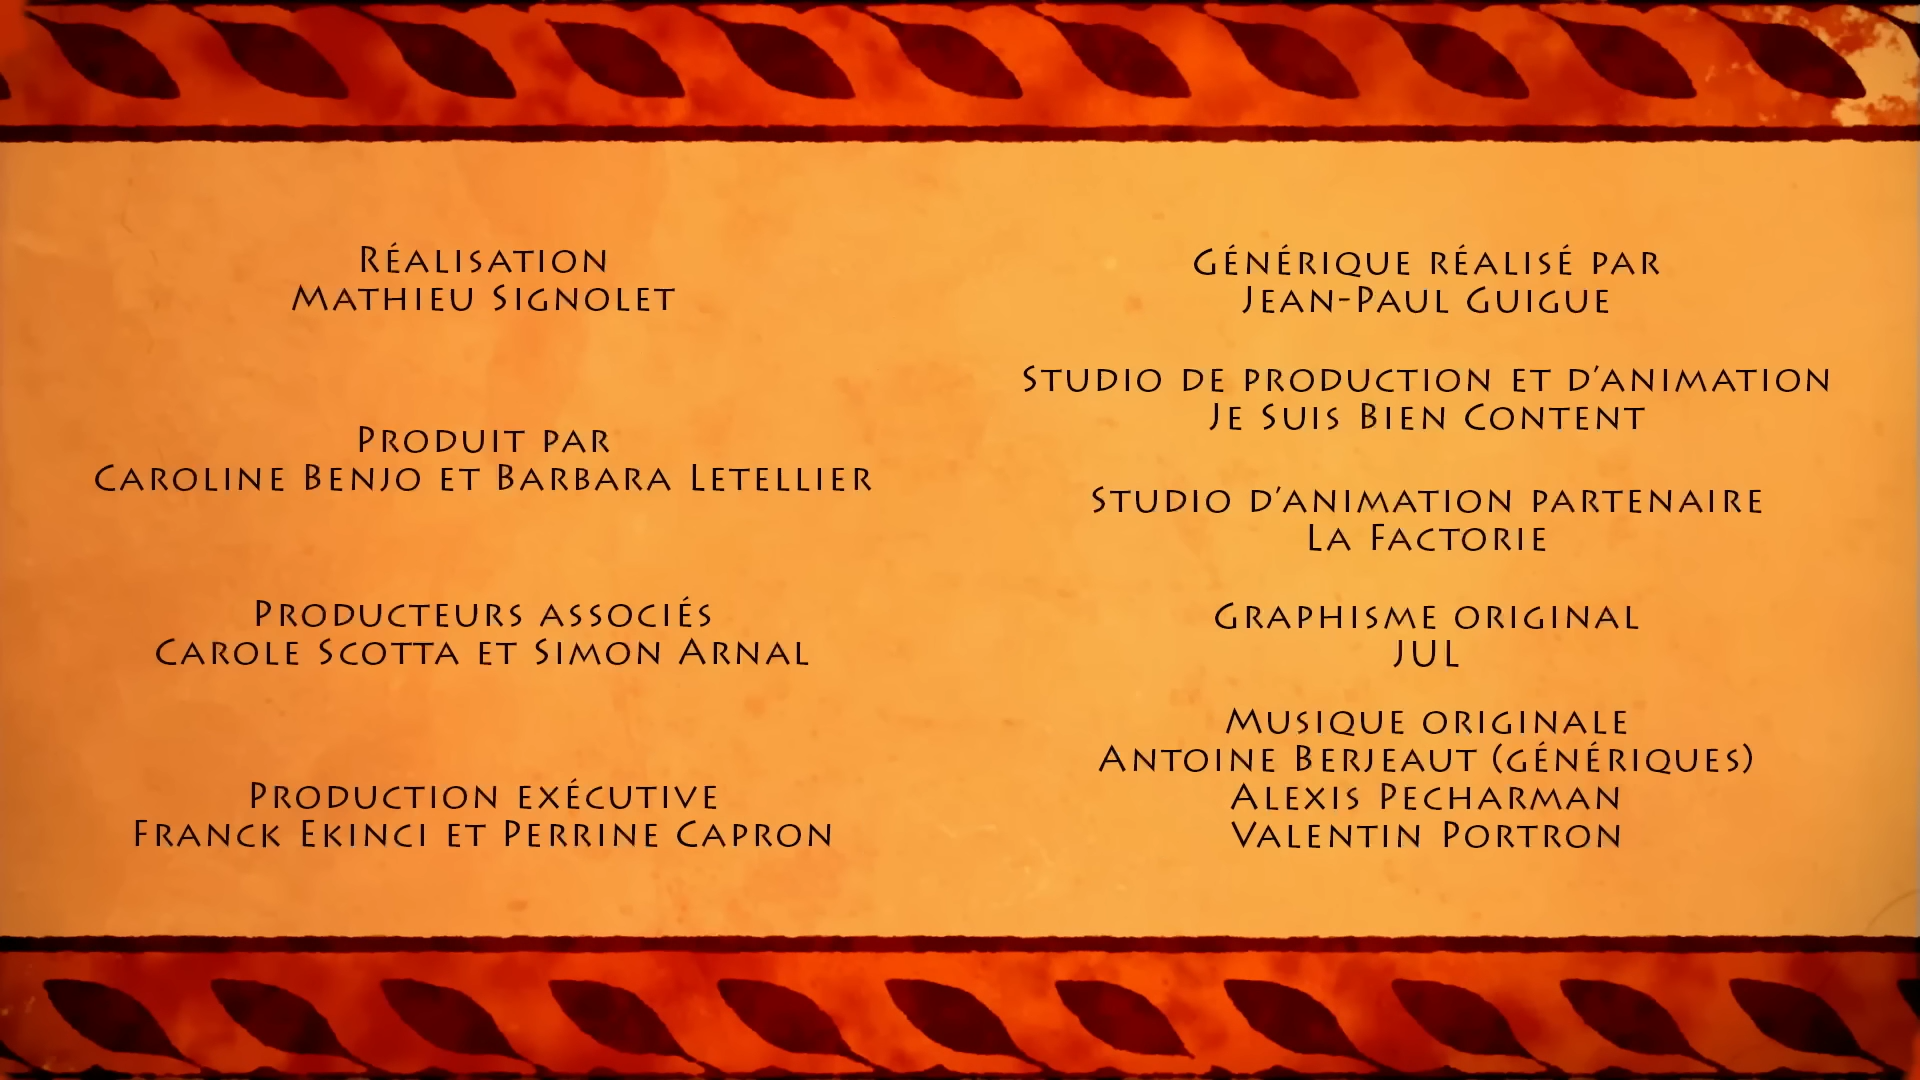 Réalisation
Mathieu Signolet
Produit par
Caroline Benjo et Barbara Letellier
Producteurs associés
Carole Scotta et Simon Arnal
Production exécutive
Franck Ekinci et Perrine Capron
Générique réalisé par
Jean-Paul Guigue
Studio de production et d’animation
Je Suis Bien Content
Studio d’animation partenaire
La Factorie
Graphisme original
JUL
Musique originale
Antoine Berjeaut (génériques)
Alexis Pecharman
Valentin Portron